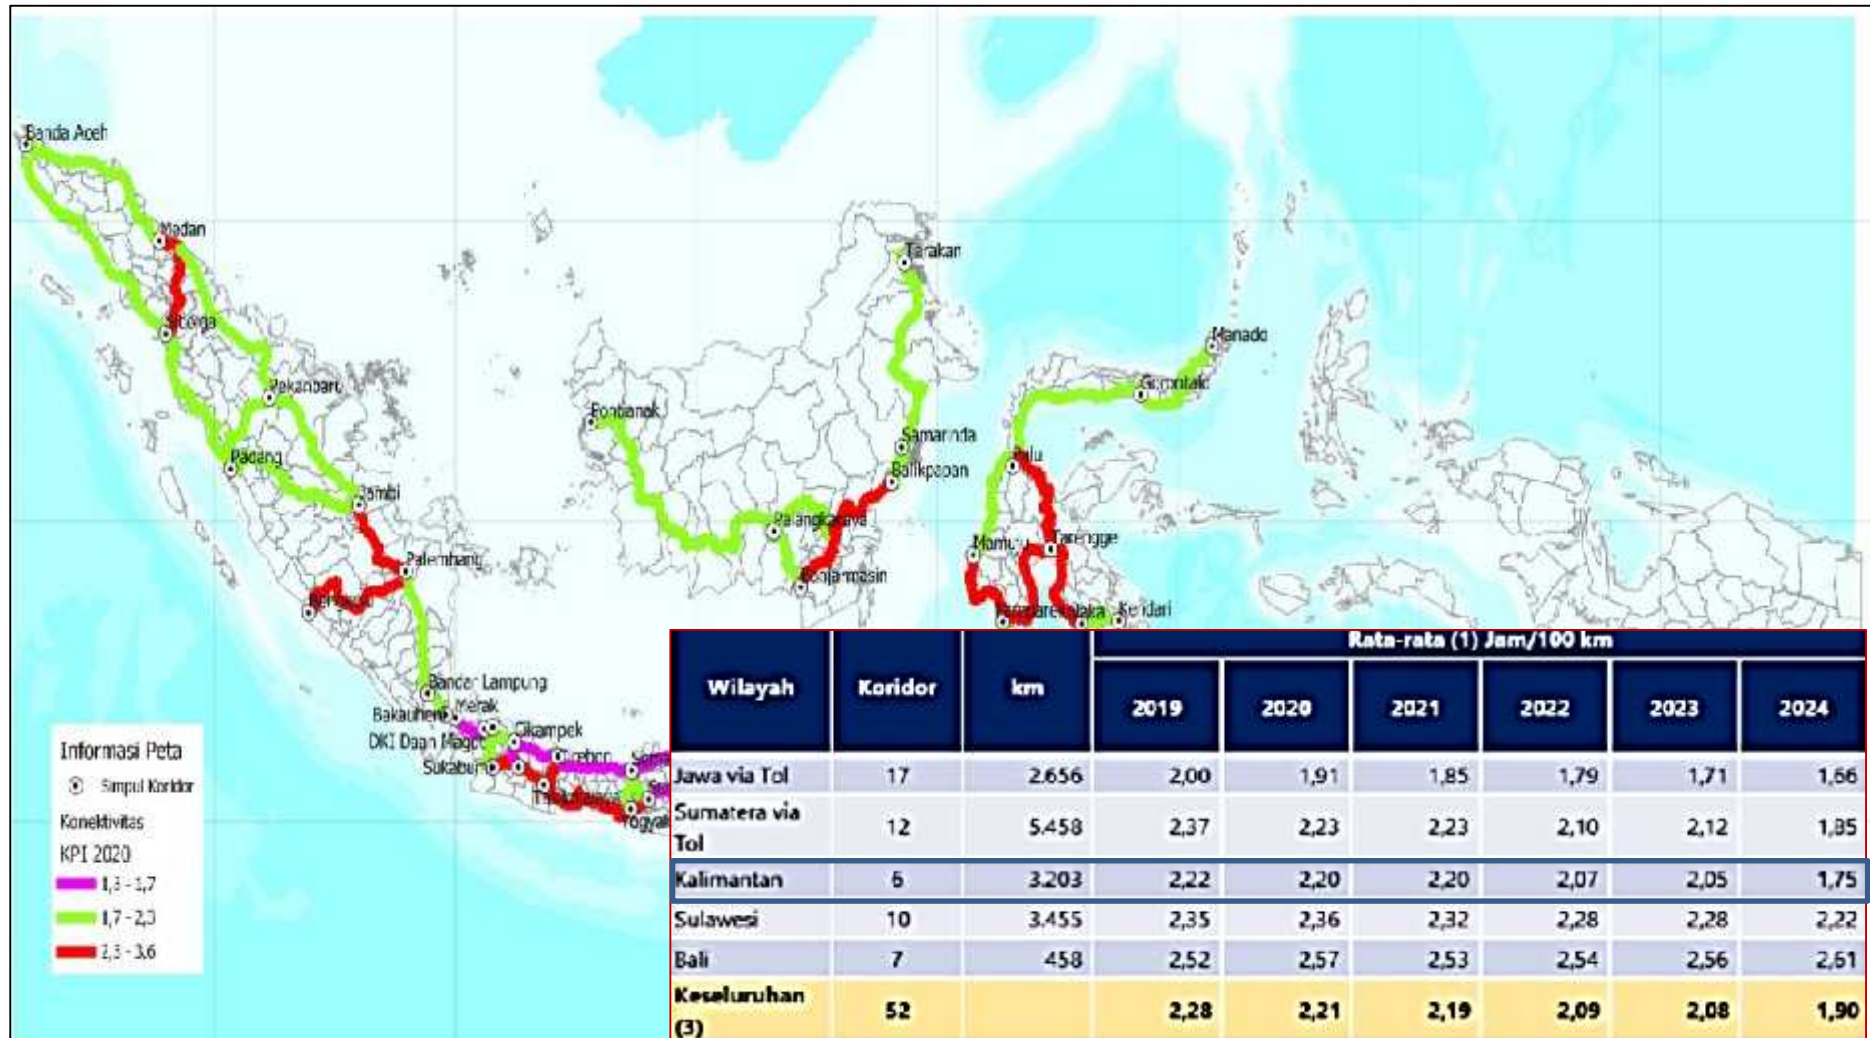 Banda Aceh
Medan
Sibolga
Pekanbaru
Padang
Jambi
Palembang
Bengkulu
Bandar Lampung
Bakauheni
Merak
DKI Daan Mogot
Cikampek
Cirebon
Sukabumi
Yogyak
Pontianak
Tarakan
Samarinda
Balikpapan
Palangkaraya
Banjarmasin
Manado
Gorontalo
Palu
Mamuju
Tarengge
Kendari
Informasi Peta
Simpul Koridor
Konektivitas
KPI 2020
1,3 - 1,7
1,7 - 2,3
2,3 - 3,6
Wilayah Koridor km Rata-rata (1) Jam/100 km
2019 2020 2021 2022 2023 2024
Jawa via Tol 17 2.656 2,00 1,91 1,85 1,79 1,71 1,66
Sumatera via
Tol 12 5.458 2,37 2,23 2,23 2,10 2,12 1,85
Kalimantan 6 3.203 2,22 2,20 2,20 2,07 2,05 1,75
Sulawesi 10 3.455 2,35 2,36 2,32 2,28 2,28 2,22
Bali 7 458 2,52 2,57 2,53 2,54 2,56 2,61
Keseluruhan
(3) 52 2,28 2,21 2,19 2,09 2,08 1,90